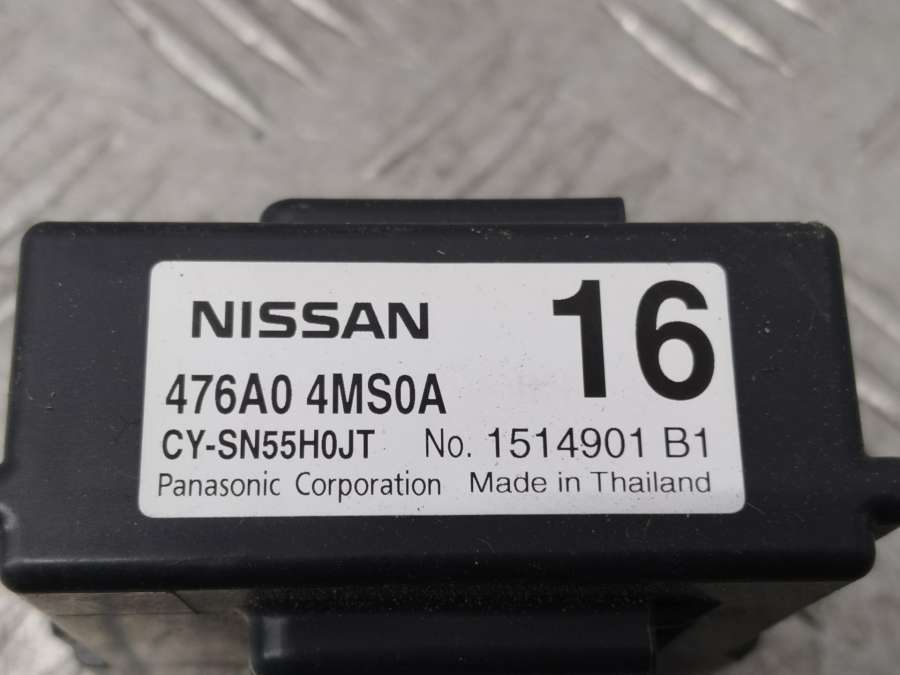 NISSAN 16
476A0 4MS0A
CY-SN55H0JT No. 1514901 B1
Panasonic Corporation Made in Thailand